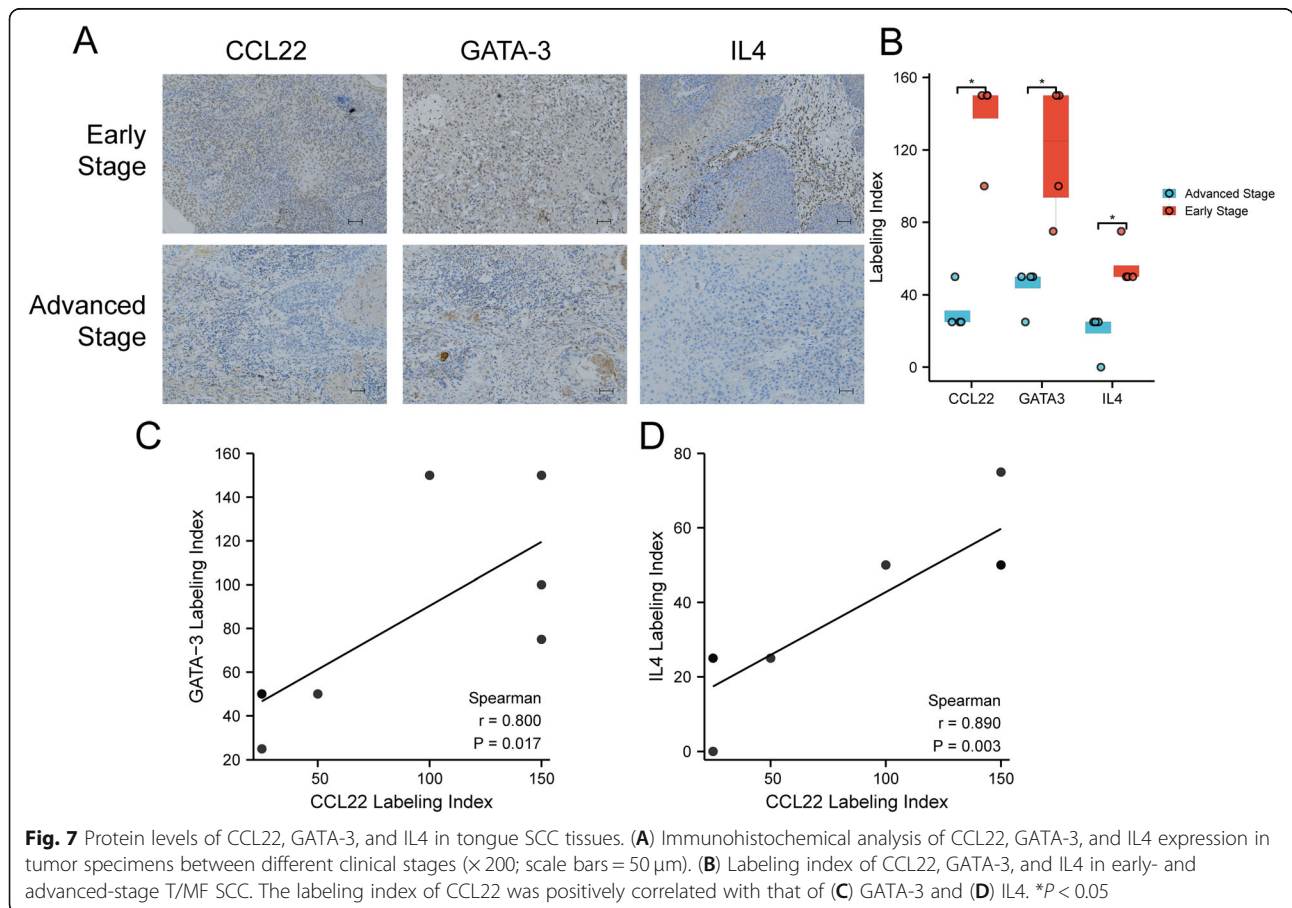 A
CCL22
GATA-3
IL4
Early
Stage
Advanced
Stage
B
160
120
80
40
0
Labeling Index
*
*
*
CCL22
GATA3
IL4
Advanced Stage
Early Stage
C
160
140
120
100
80
60
40
20
GATA−3 Labeling Index
50
100
150
CCL22 Labeling Index
Spearman
r = 0.800
P = 0.017
D
80
60
40
20
0
IL4 Labeling Index
50
100
150
CCL22 Labeling Index
Spearman
r = 0.890
P = 0.003
Fig. 7 Protein levels of CCL22, GATA-3, and IL4 in tongue SCC tissues. (A) Immunohistochemical analysis of CCL22, GATA-3, and IL4 expression in
tumor specimens between different clinical stages (× 200; scale bars = 50 μm). (B) Labeling index of CCL22, GATA-3, and IL4 in early- and
advanced-stage T/MF SCC. The labeling index of CCL22 was positively correlated with that of (C) GATA-3 and (D) IL4. *P < 0.05